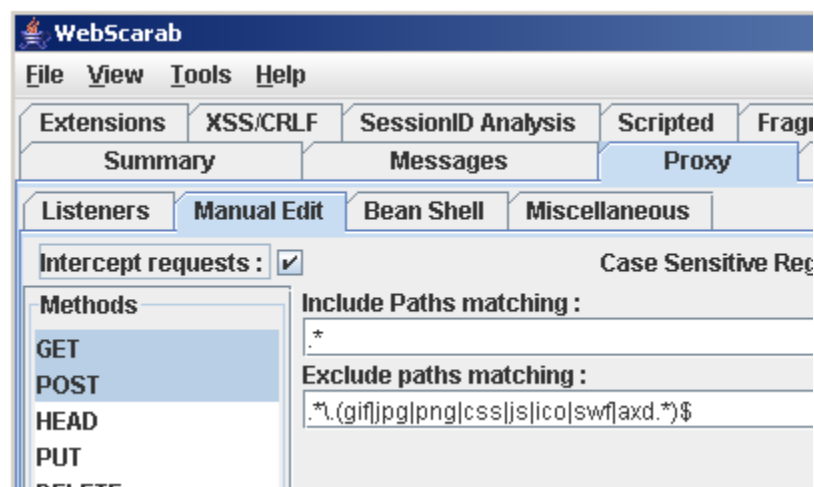 WebScarab
File View Tools Help
Extensions XSS/CRLF SessionID Analysis Scripted
Summary Messages Proxy
Listeners Manual Edit Bean Shell Miscellaneous
Intercept requests : Case Sensitive Reg
Methods
Include Paths matching :
.*
GET
Exclude paths matching :
POST
.*\.(gif|jpg|png|css|js|ico|swf|axd.*)$
HEAD
PUT